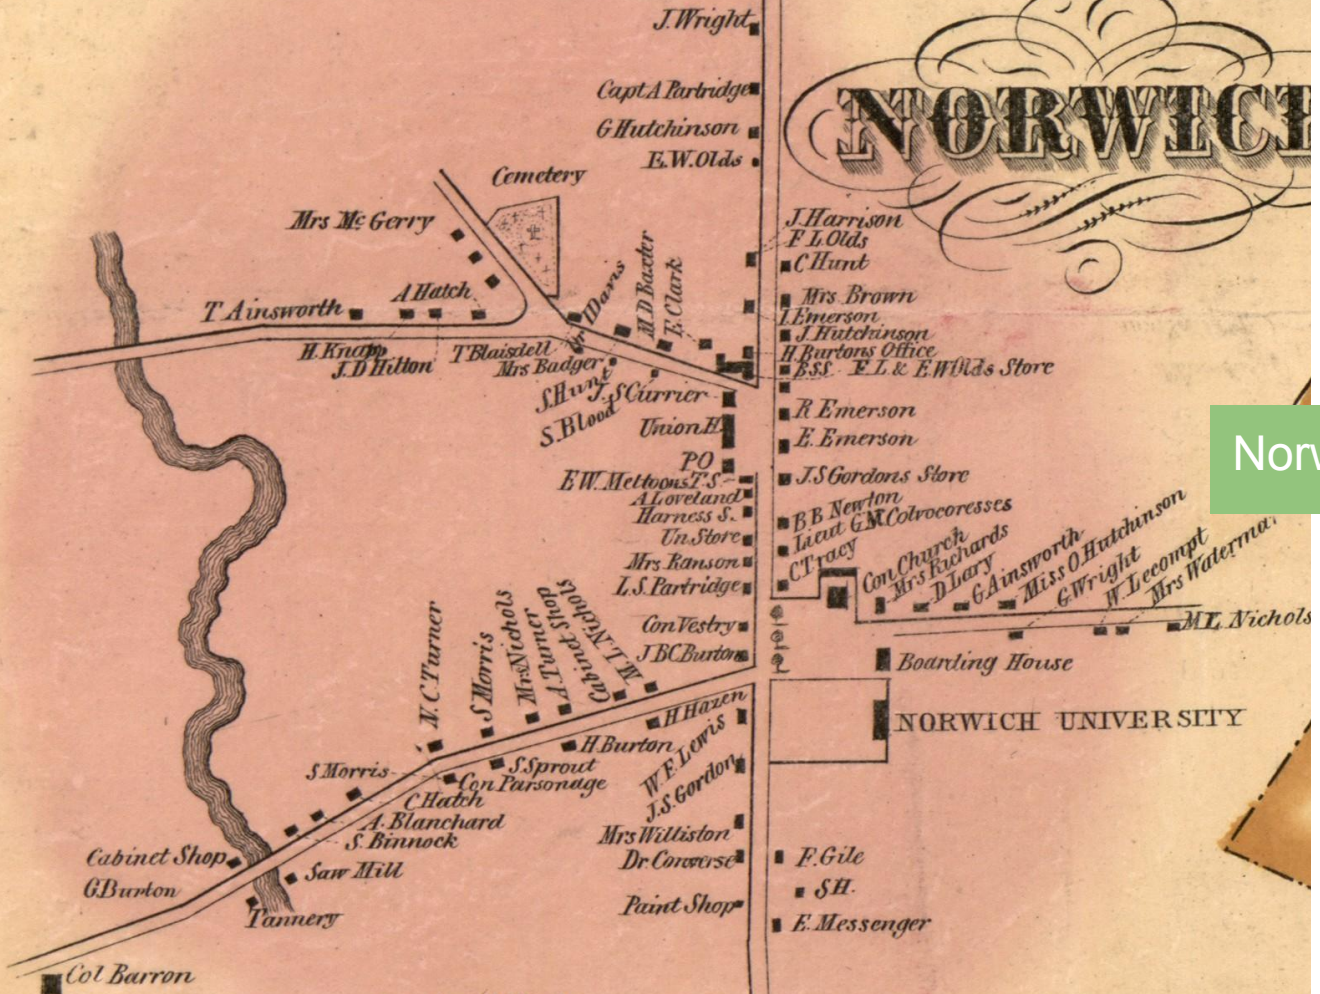 J. Wright
Capt A Partridge
G Hutchinson
E. W. Olds
NORWICH
Cemetery
Mrs Mc Gerry
T Ainsworth
A Hatch
H. Knapp
J. D Hilton
T Blaisdell
Mrs Badger
S. Hunt
S. Blood
Dr I Davis
M. D Baxter
E. Clark
J. S Currier
Union H
PO
E W. Mettoons T. S.
A Loveland
Harness S.
Un Store
Mrs Ranson
L. S. Partridge
Con Vestry
J. B C. Burton
J. Harrison
F L Olds
C Hunt
Mrs Brown
I. Emerson
J. Hutchinson
H. Burtons Office
B.S.S. F. L & E. W Olds Store
R Emerson
E. Emerson
Norw
J. S Gordons Store
B B Newton
Lieut G M Colvocoresses
C Tracy
Con Church
Mrs Richards
D. Lary
G Ainsworth
Miss O. Hutchinson
G. Wright
W. Lecompt
Mrs Waterma
M L Nichols
Boarding House
NORWICH UNIVERSITY
N. C Turner
S Morris
Mrs Nichols
A. Turner
Cabinet Shop
M. L Nichols
H Hazen
H. Burton
S. Sprout
Con Parsonage
S Morris
C Hatch
A. Blanchard
S. Binnock
W. E. Lewis
J. S. Gordon
Mrs Williston
Dr. Converse
Paint Shop
F. Gile
S H.
E. Messenger
Cabinet Shop
G. Burton
Saw Mill
Tannery
Col Barron